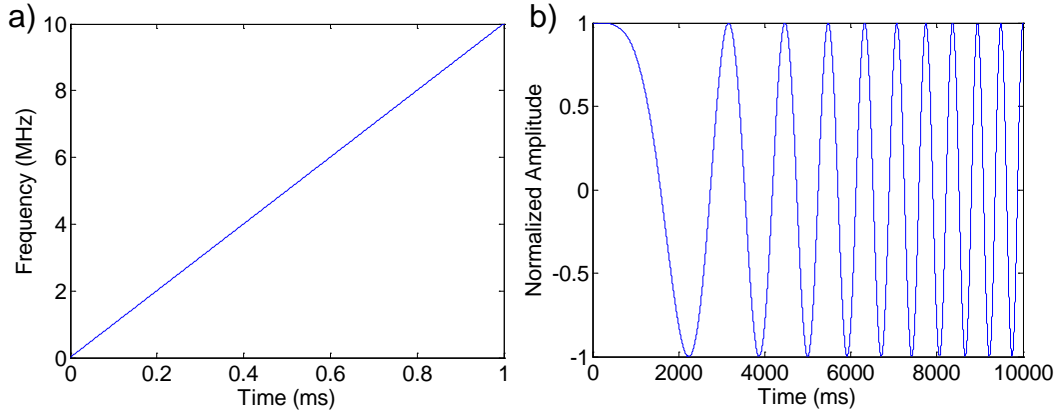 a)
10
8
6
4
2
0
Frequency (MHz)
0 0.2 0.4 0.6 0.8 1
Time (ms)
b)
1
0.5
0
-0.5
-1
Normalized Amplitude
0 2000 4000 6000 8000 10000
Time (ms)